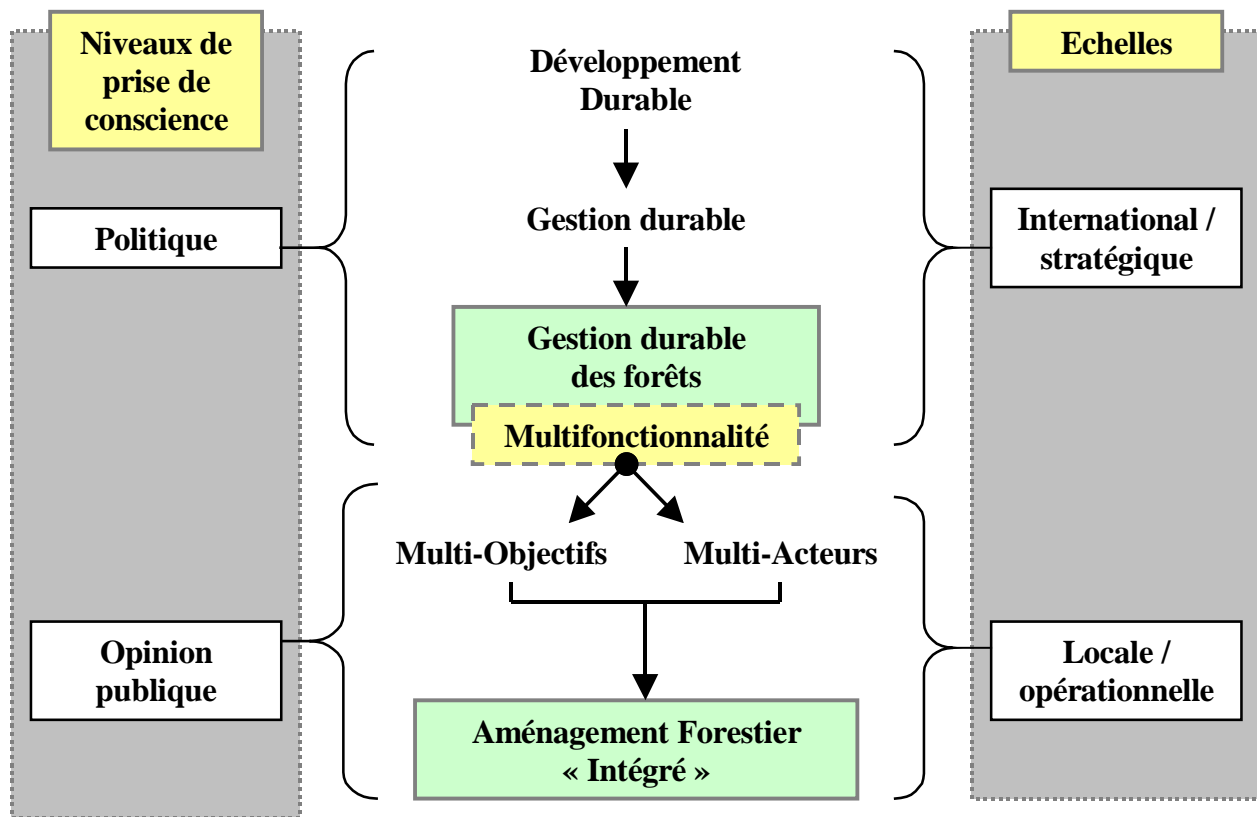 Niveaux de
prise de
conscience
Politique
Opinion
publique
Développement
Durable
Gestion durable
Gestion durable
des forêts
Multifonctionnalité
Multi-Objectifs
Multi-Acteurs
Aménagement Forestier
« Intégré »
Echelles
International /
stratégique
Locale /
opérationnelle